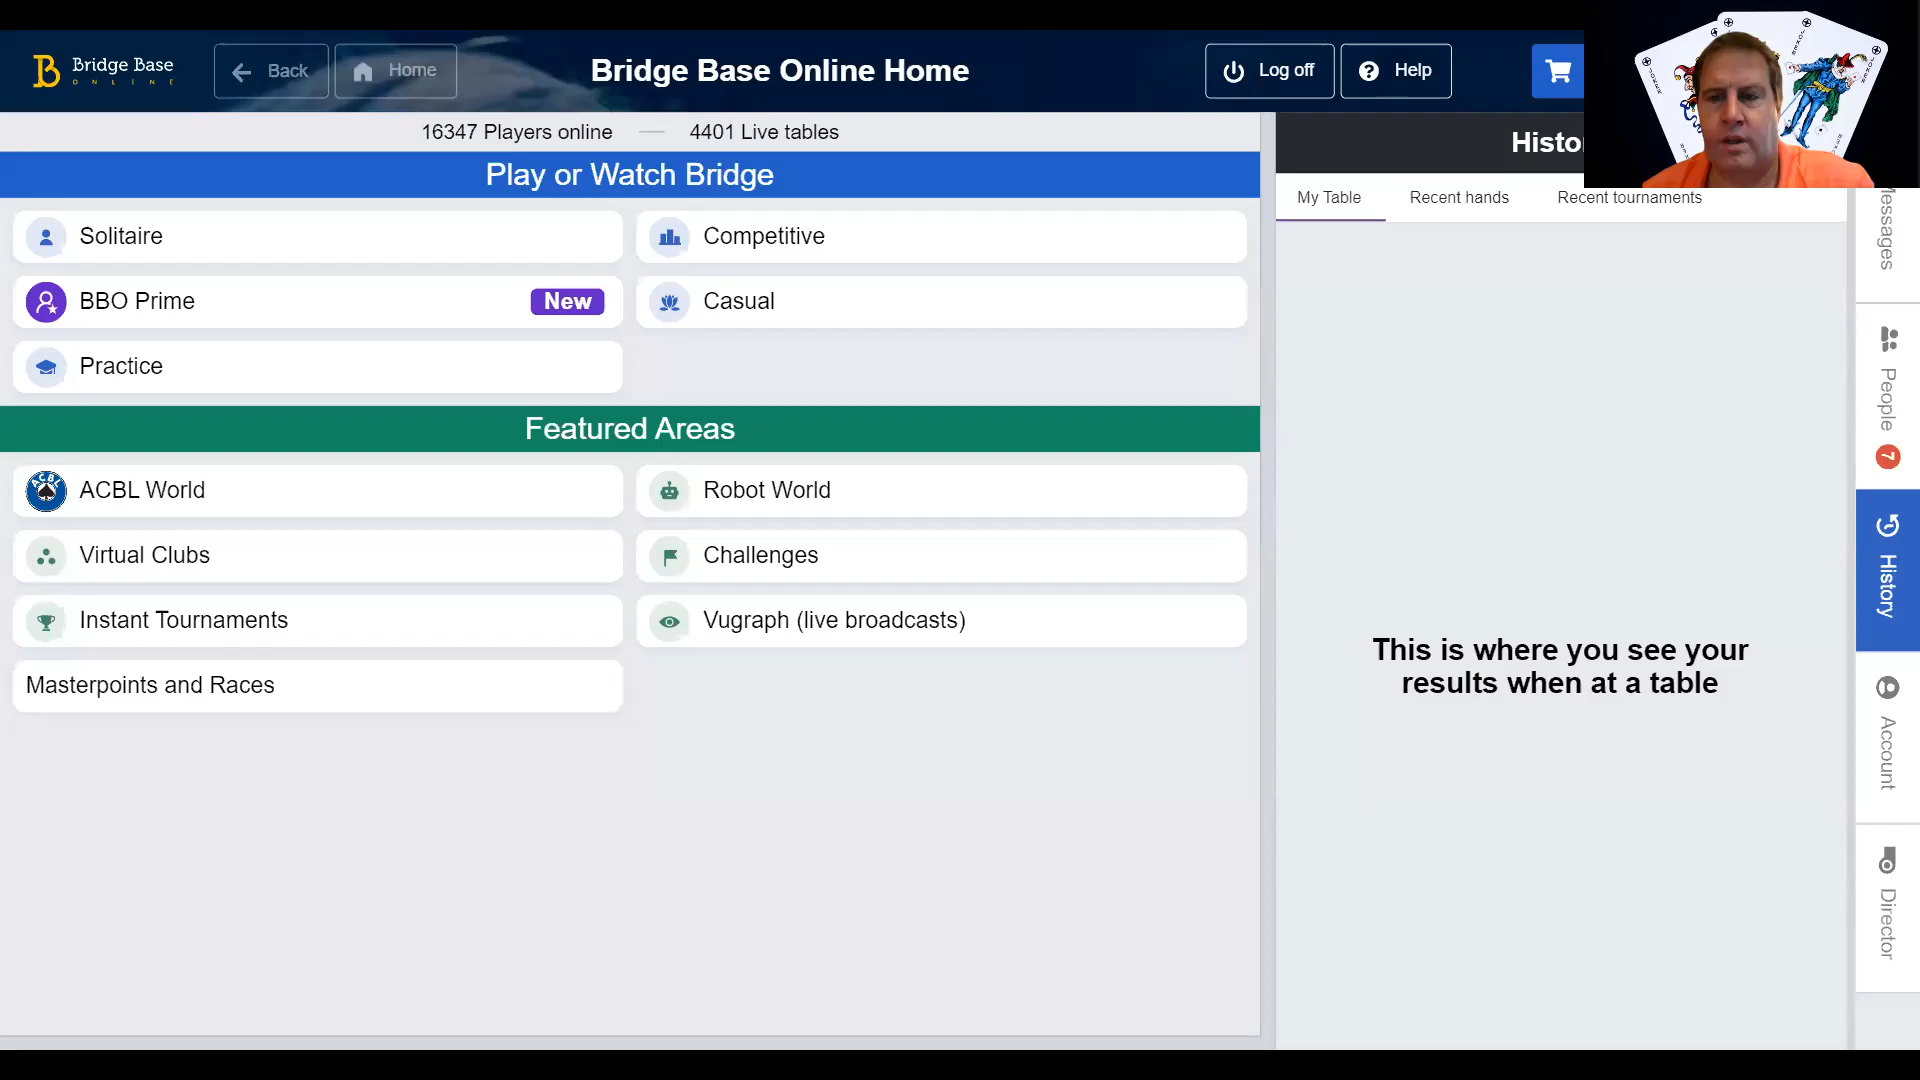 Bridge Base
ONLINE
Back
Home
Bridge Base Online Home
Log off
Help
16347 Players online — 4401 Live tables
Play or Watch Bridge
Solitaire
Competitive
BBO Prime
New
Casual
Practice
Featured Areas
ACBL World
Robot World
Virtual Clubs
Challenges
Instant Tournaments
Vugraph (live broadcasts)
Masterpoints and Races
Histo
My Table
Recent hands
Recent tournaments
This is where you see your
results when at a table
Messages
People
7
History
Account
Director